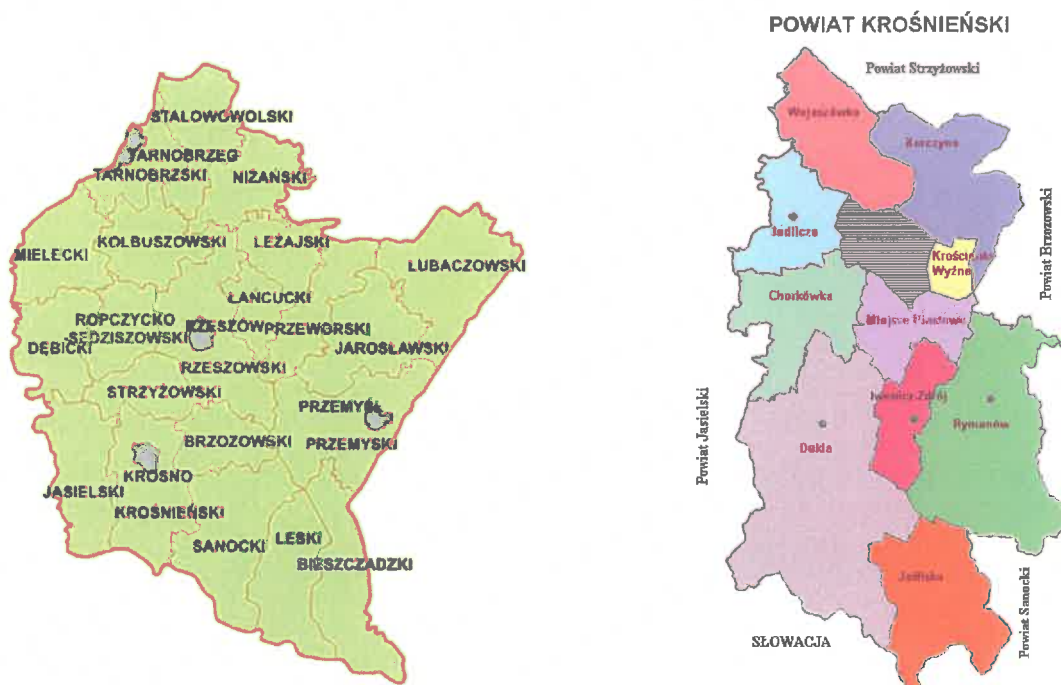 STALOWOWOLSKI
TARNOBRZEG
TARNOBRZSKI
NIŻAŃSKI
KOLBUSZOWSKI
LEŻAJSKI
MIELECKI
LUBACZOWSKI
ŁANCUCKI
ROPCZYCKO
SĘDZISZOWSKI
RZESZÓW
PRZEWORSKI
DĘBICKI
JAROSŁAWSKI
RZESZOWSKI
STRZYŻOWSKI
PRZEMYŚL
BRZOZOWSKI
PRZEMYSKI
KROSNO
JASIELSKI
KROŚNIEŃSKI
SANOCKI
LESKI
BIESZCZADZKI
POWIAT KROŚNIEŃSKI
Powiat Strzyżowski
Wojaszówka
Korczyna
Jedlicze
Krościenko
Wyżne
Powiat Brzozowski
Chorkówka
Miejsce Piastowe
Iwonicz-Zdrój
Rymanów
Dukla
Powiat Jasielski
Jaśliska
Powiat Sanocki
SŁOWACJA